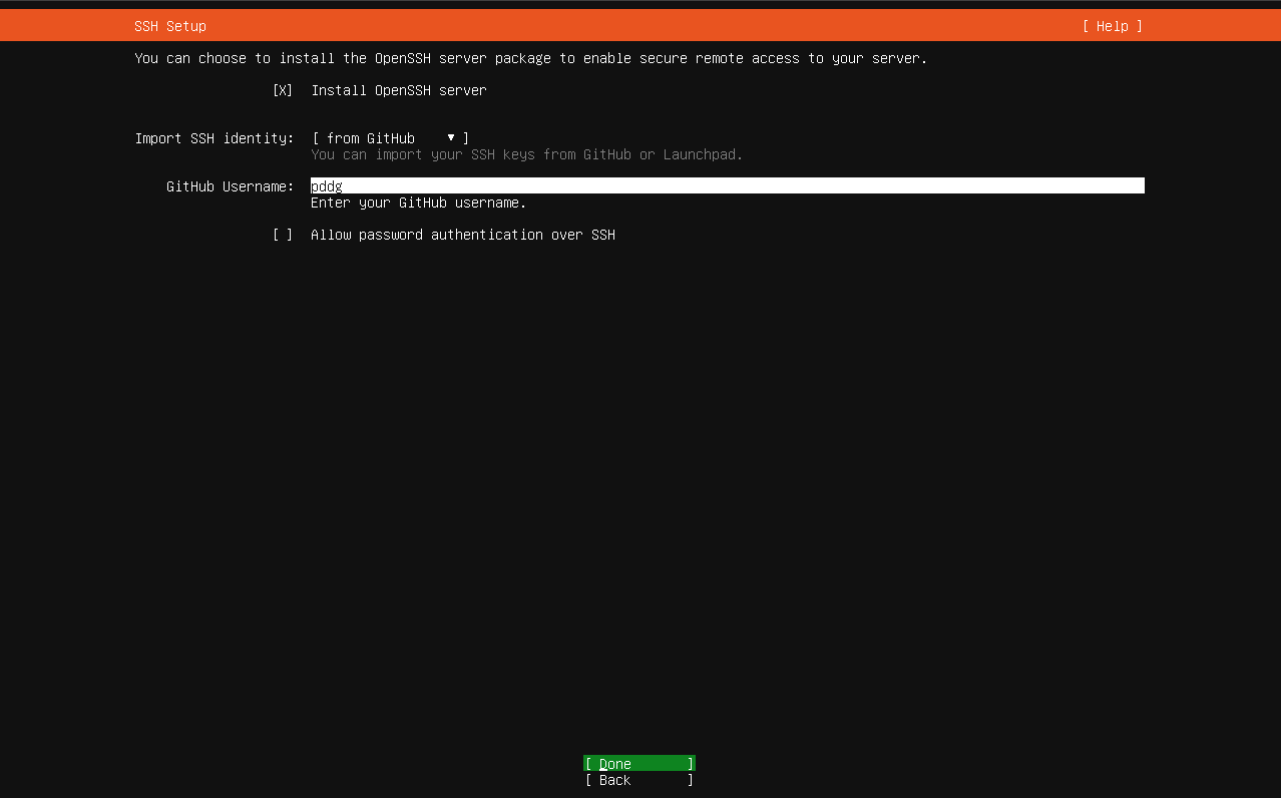 SSH Setup [ Help ]
You can choose to install the OpenSSH server package to enable secure remote access to your server.
[X] Install OpenSSH server
Import SSH identity: [ from GitHub ▼ ]
You can import your SSH keys from GitHub or Launchpad.
GitHub Username: pddg
Enter your GitHub username.
[ ] Allow password authentication over SSH
[ Done ]
[ Back ]